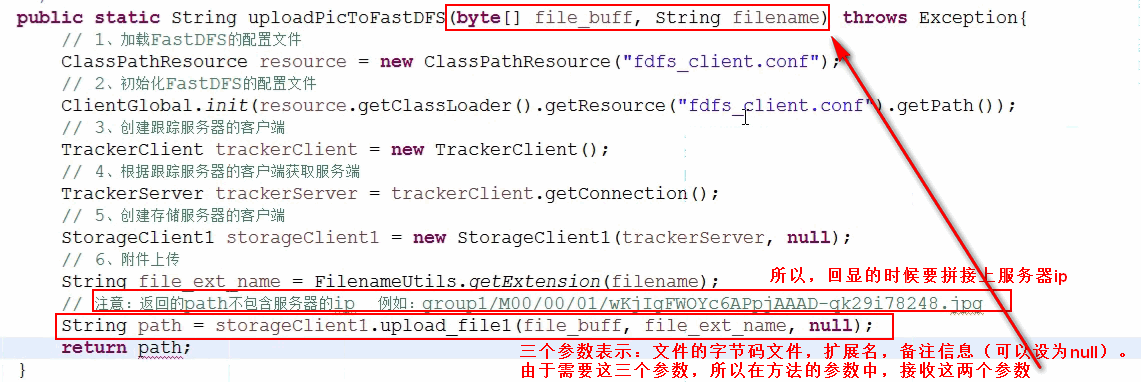 public static String uploadPicToFastDFS(byte[] file_buff, String filename) throws Exception{
// 1、加载FastDFS的配置文件
ClassPathResource resource = new ClassPathResource("fdfs_client.conf");
// 2、初始化FastDFS的配置文件
ClientGlobal.init(resource.getClassLoader().getResource("fdfs_client.conf").getPath());
// 3、创建跟踪服务器的客户端
TrackerClient trackerClient = new TrackerClient();
// 4、根据跟踪服务器的客户端获取服务端
TrackerServer trackerServer = trackerClient.getConnection();
// 5、创建存储服务器的客户端
StorageClient1 storageClient1 = new StorageClient1(trackerServer, null);
// 6、附件上传
String file_ext_name = FilenameUtils.getExtension(filename);
所以，回显的时候要拼接上服务器ip
// 注意：返回的path不包含服务器的ip 例如：group1/M00/00/01/wKjIgFWOYc6APpjAAAD-qk29i78248.jpg
String path = storageClient1.upload_file1(file_buff, file_ext_name, null);
return path;
三个参数表示：文件的字节码文件，扩展名，备注信息（可以设为null）。
由于需要这三个参数，所以在方法的参数中，接收这两个参数
}